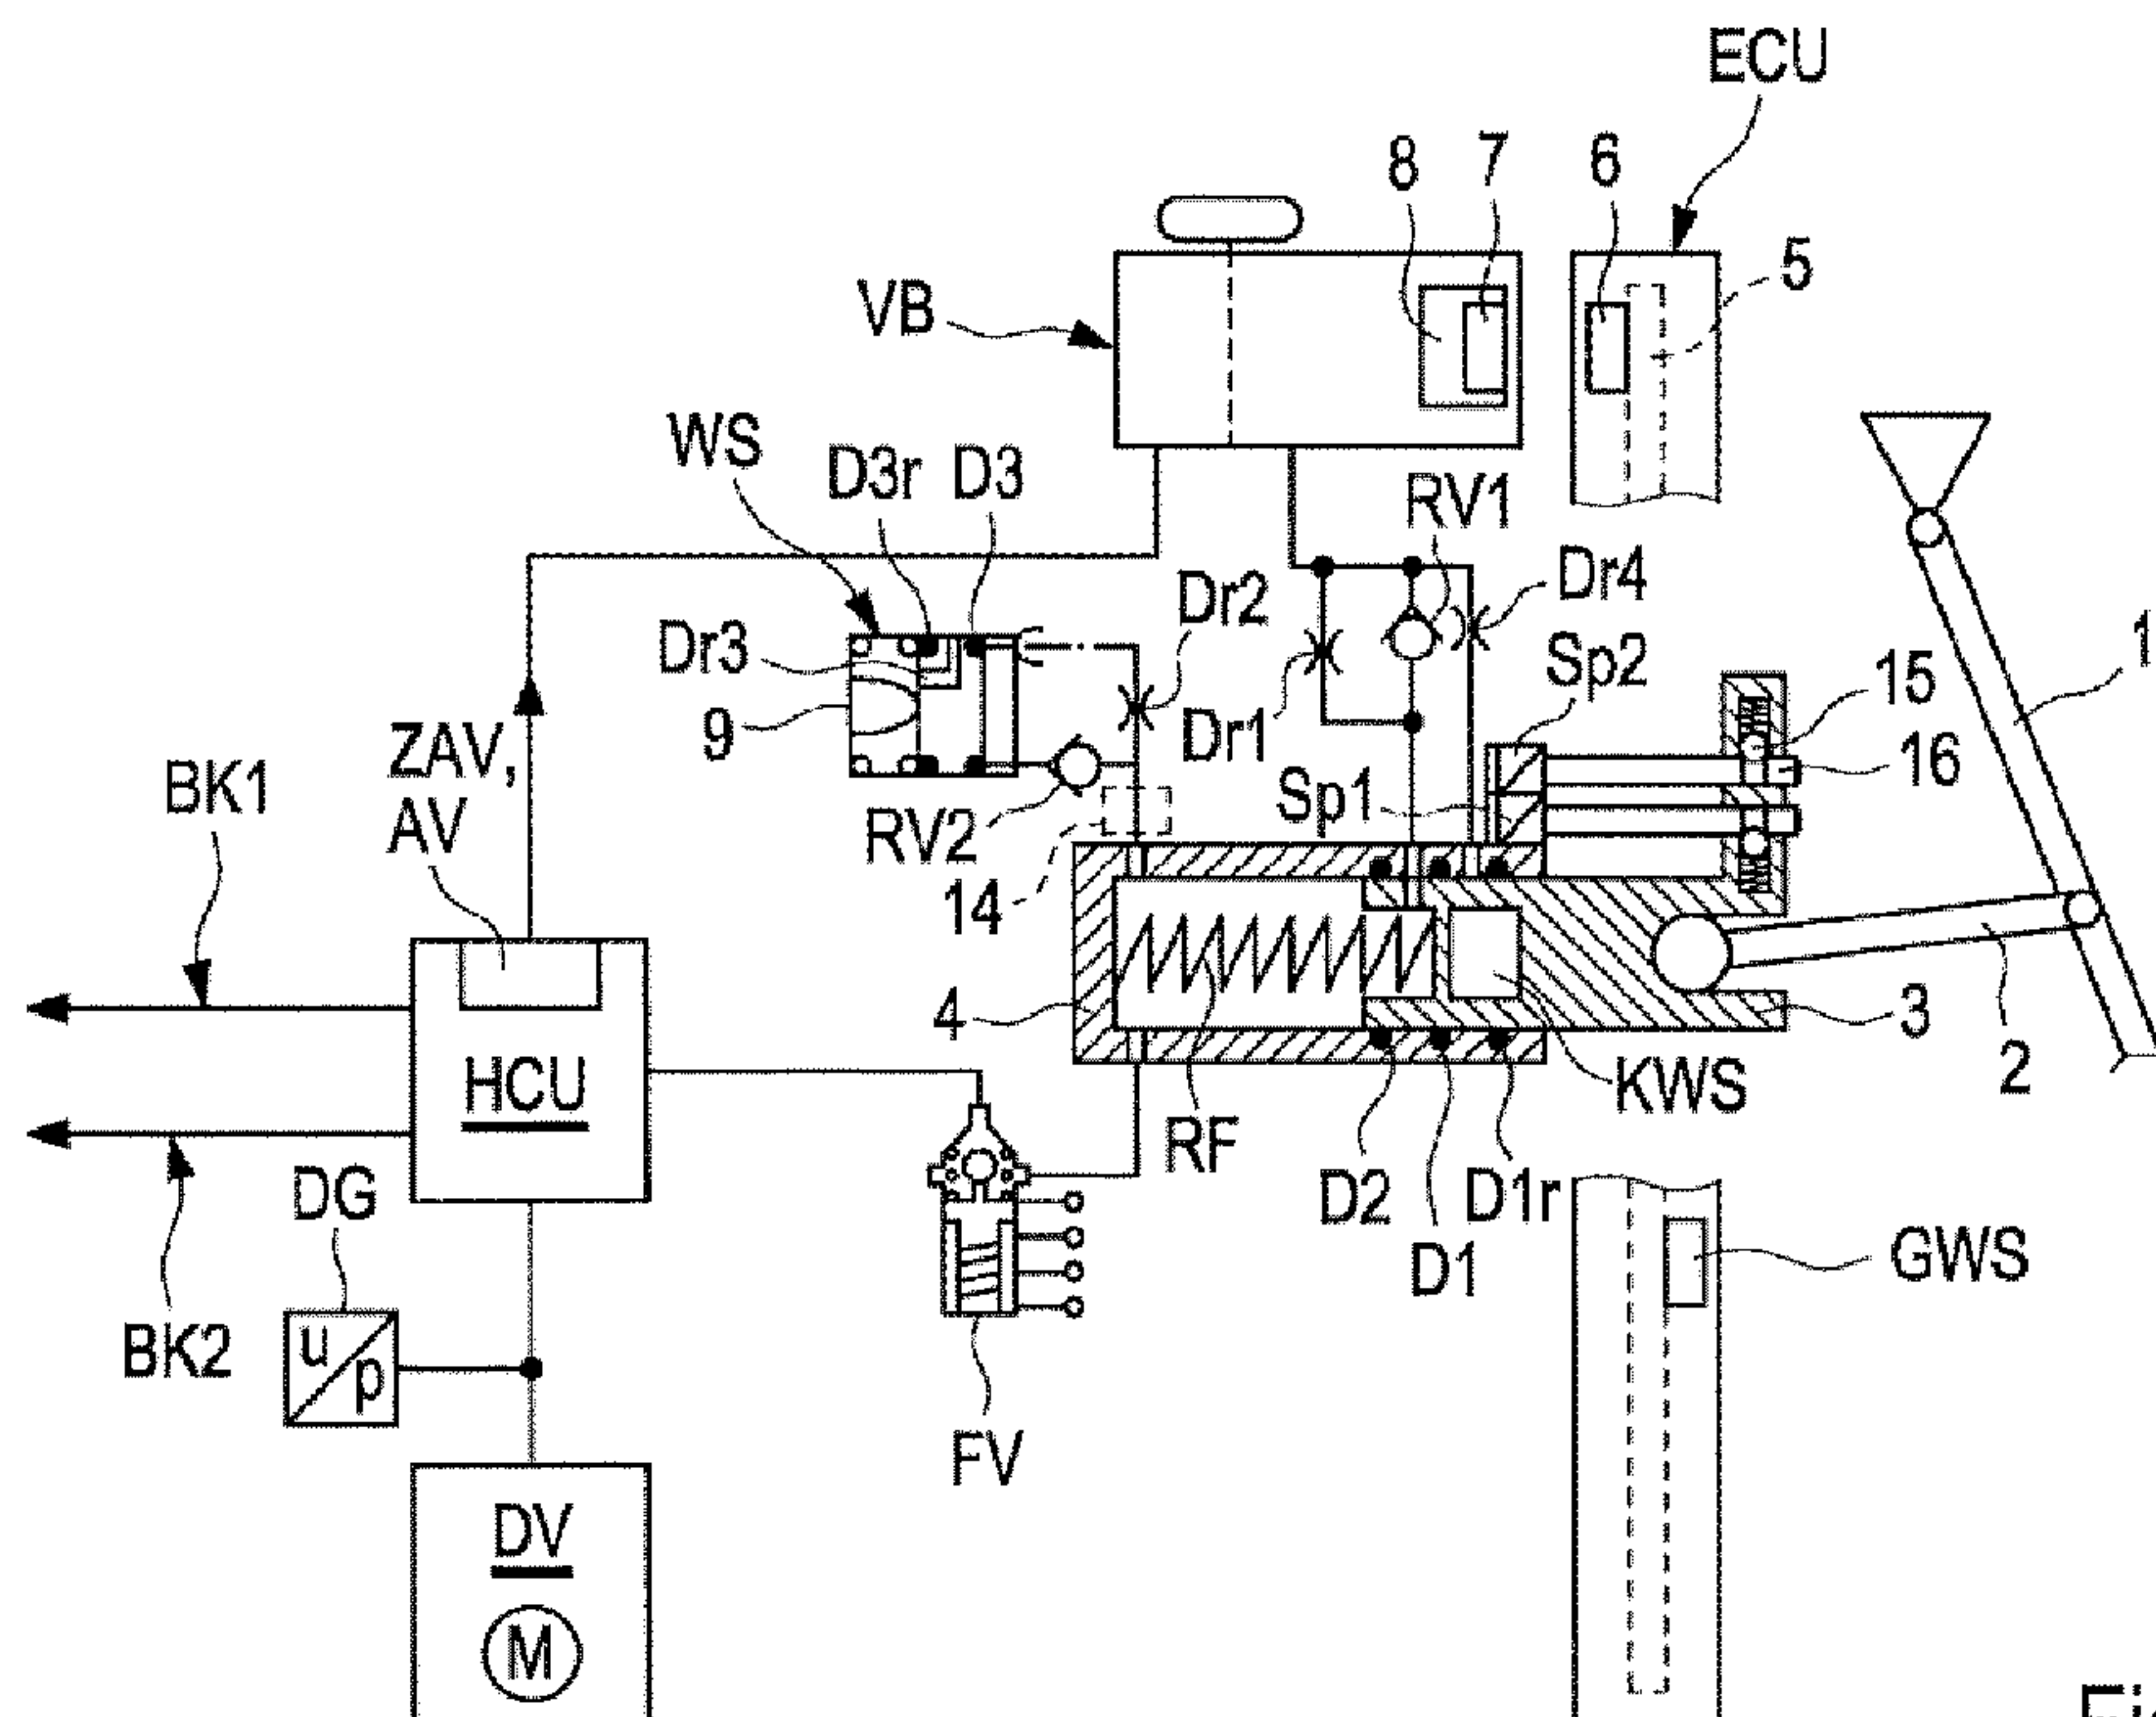 ECU
8
7
6
5
VB
WS
D3r
D3
RV1
Dr4
Dr2
1
Dr3
Sp2
15
9
Dr1
16
ZAV,
AV
BK1
Sp1
RV2
14
4
3
HCU
2
KWS
RF
DG
D2
D1r
D1
GWS
u
p
BK2
FV
DV
M